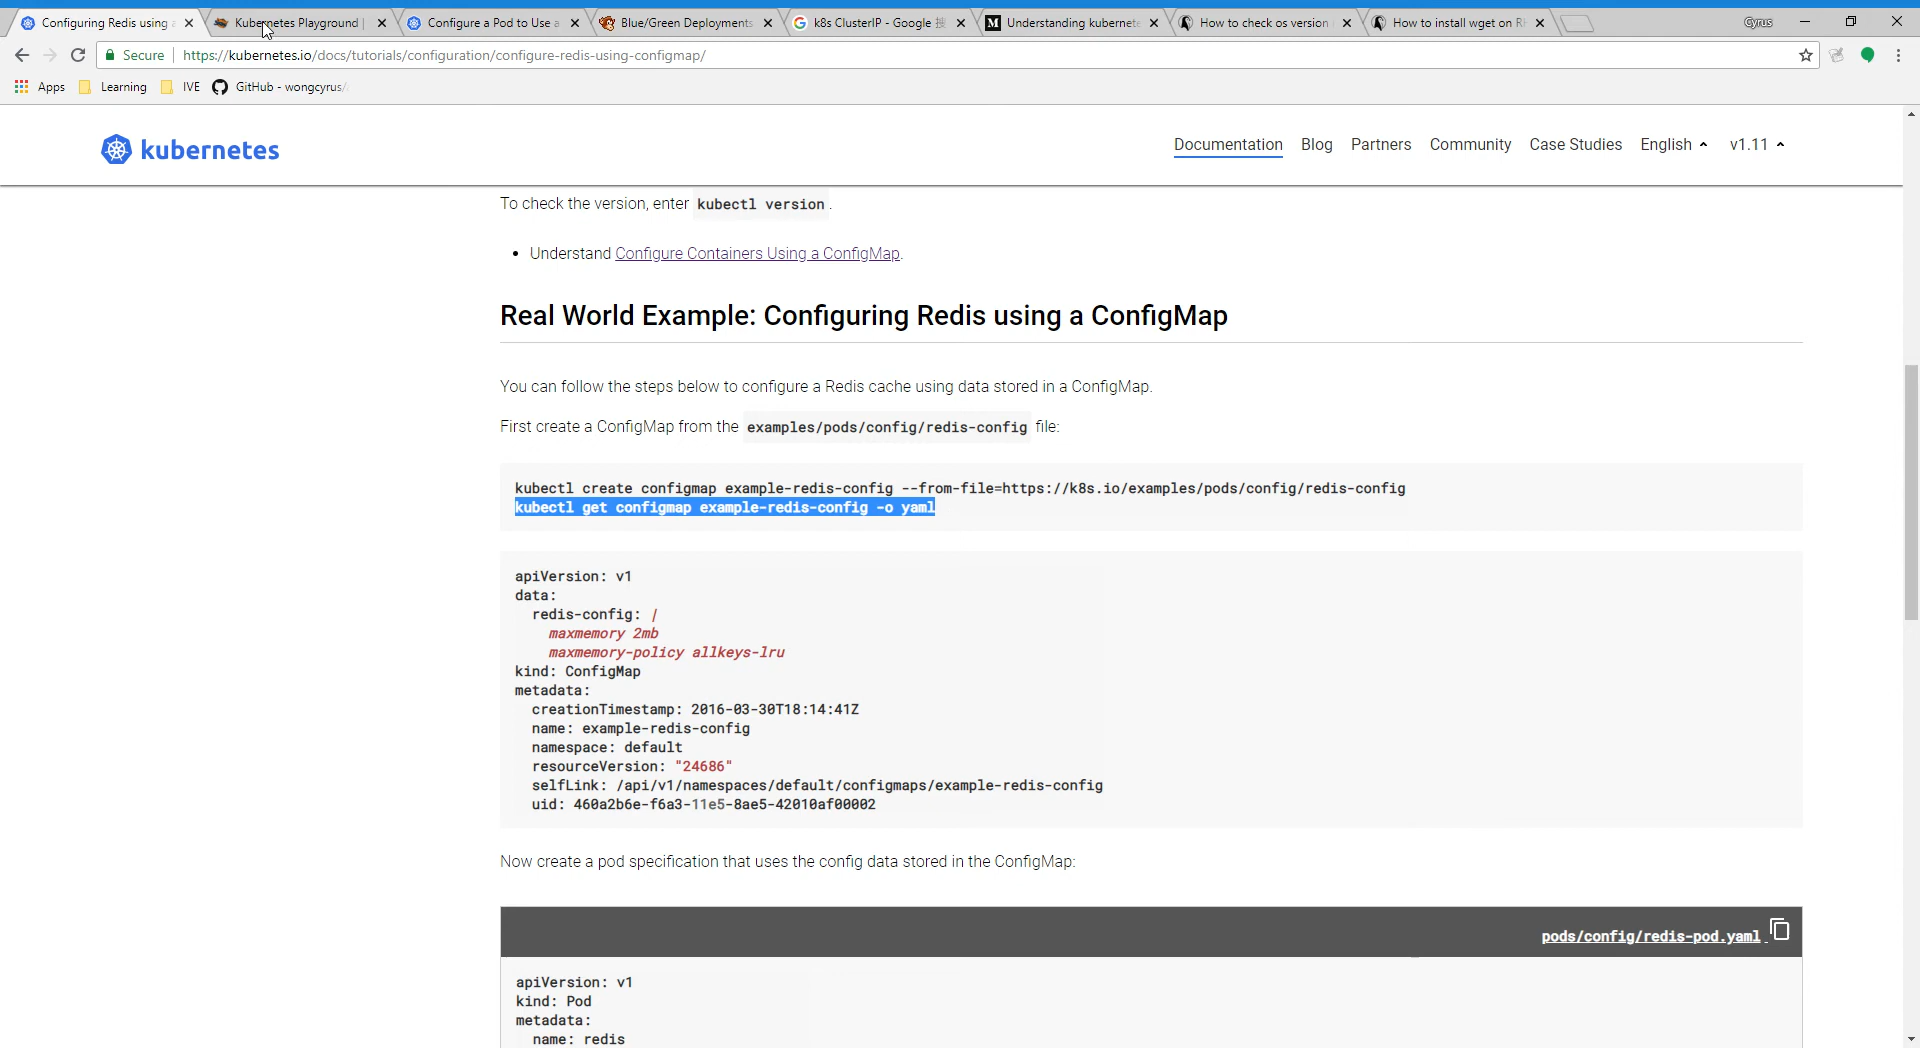 Configuring Redis using a
Kubernetes Playground |
Configure a Pod to Use a
Blue/Green Deployments
k8s ClusterIP - Google 搜
Understanding kubernete
How to check os version
How to install wget on RH
Cyrus
Secure
https://kubernetes.io/docs/tutorials/configuration/configure-redis-using-configmap/
Apps
Learning
IVE
GitHub - wongcyrus/
kubernetes
Documentation
Blog
Partners
Community
Case Studies
English
v1.11
To check the version, enter kubectl version.
• Understand Configure Containers Using a ConfigMap.
Real World Example: Configuring Redis using a ConfigMap
You can follow the steps below to configure a Redis cache using data stored in a ConfigMap.
First create a ConfigMap from the examples/pods/config/redis-config file:
kubectl create configmap example-redis-config --from-file=https://k8s.io/examples/pods/config/redis-config
kubectl get configmap example-redis-config -o yaml
apiVersion: v1
data:
redis-config: |
maxmemory 2mb
maxmemory-policy allkeys-lru
kind: ConfigMap
metadata:
creationTimestamp: 2016-03-30T18:14:41Z
name: example-redis-config
namespace: default
resourceVersion: "24686"
selfLink: /api/v1/namespaces/default/configmaps/example-redis-config
uid: 460a2b6e-f6a3-11e5-8ae5-42010af00002
Now create a pod specification that uses the config data stored in the ConfigMap:
pods/config/redis-pod.yaml
apiVersion: v1
kind: Pod
metadata:
name: redis